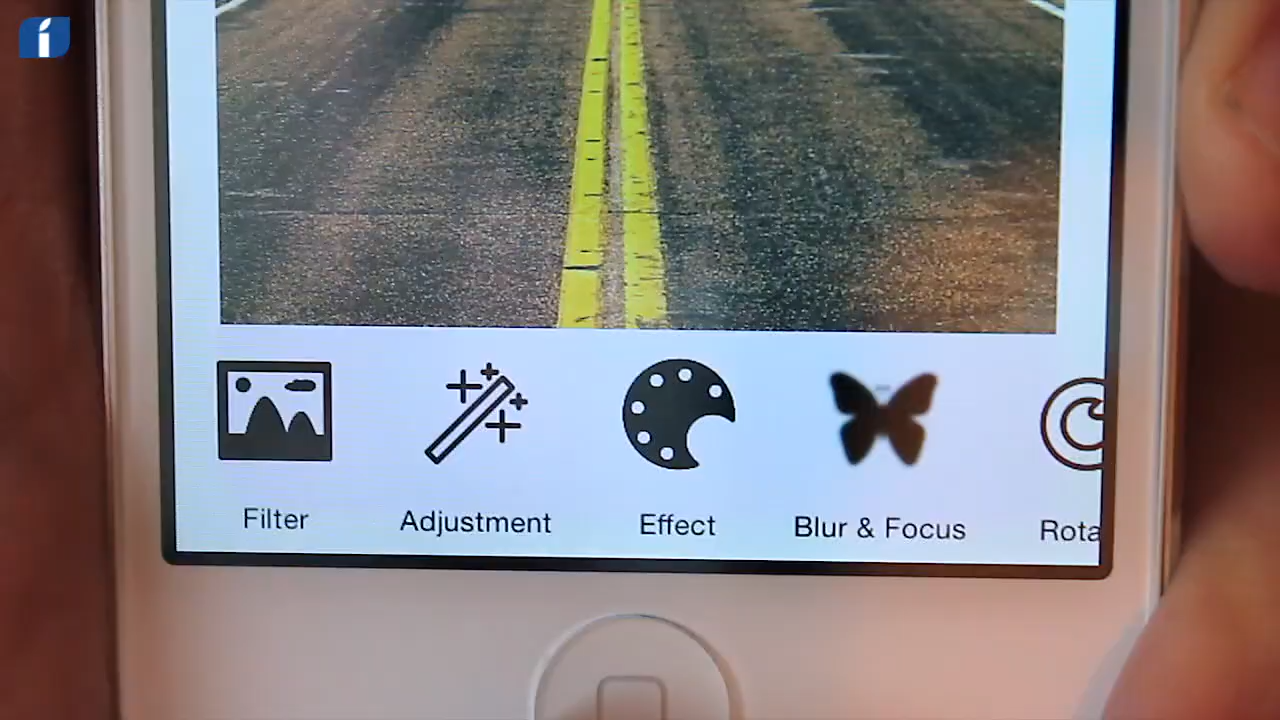 i
Filter
Adjustment
Effect
Blur & Focus
Rota